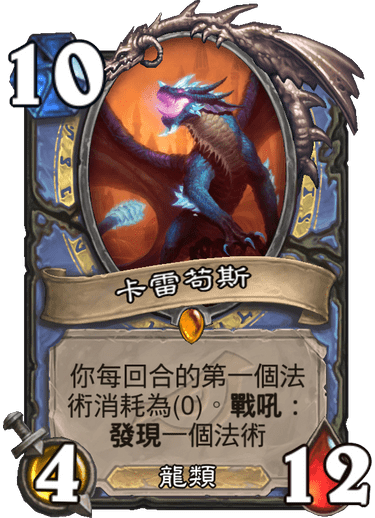 10
卡雷苟斯
你每回合的第一個法
術消耗為(0)。戰吼：
發現一個法術
4
龍類
12